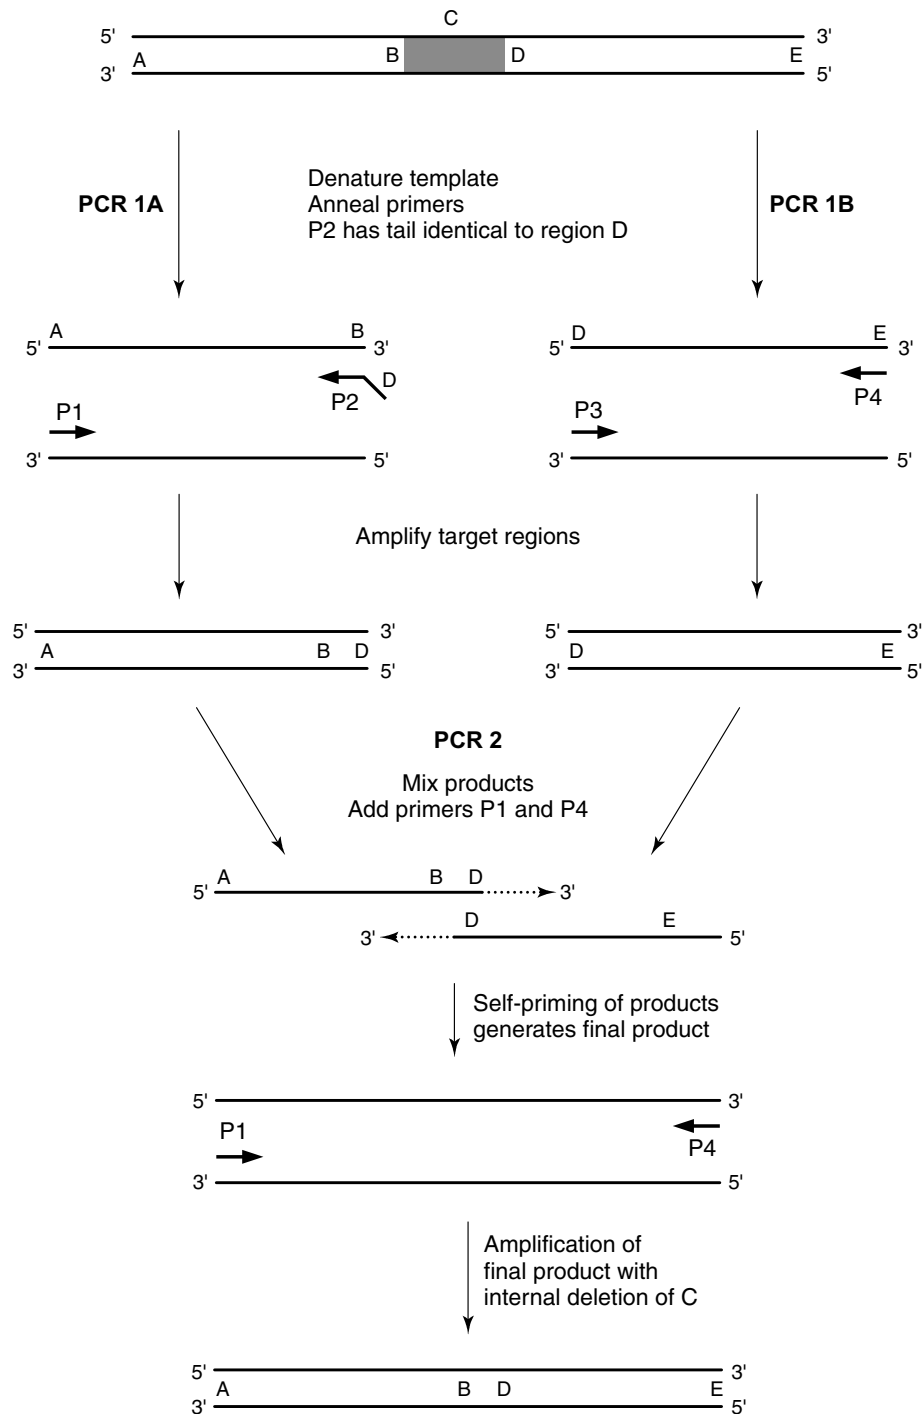 C
5' 3'
A B D E
3' 5'
Denature template
PCR 1A Anneal primers PCR 1B
P2 has tail identical to region D
A B D E
5' 3' 5' 3'
D
P2 P4
P1 P3
3' 5' 3' 5'
Amplify target regions
5' 3' 5' 3'
A B D D E
3' 5' 3' 5'
PCR 2
Mix products
Add primers P1 and P4
A B D
5' 3'
D E
3' 5'
Self-priming of products
generates final product
5' 3'
P1 P4
3' 5'
Amplification of
final product with
internal deletion of C
5' 3'
A B D E
3' 5'